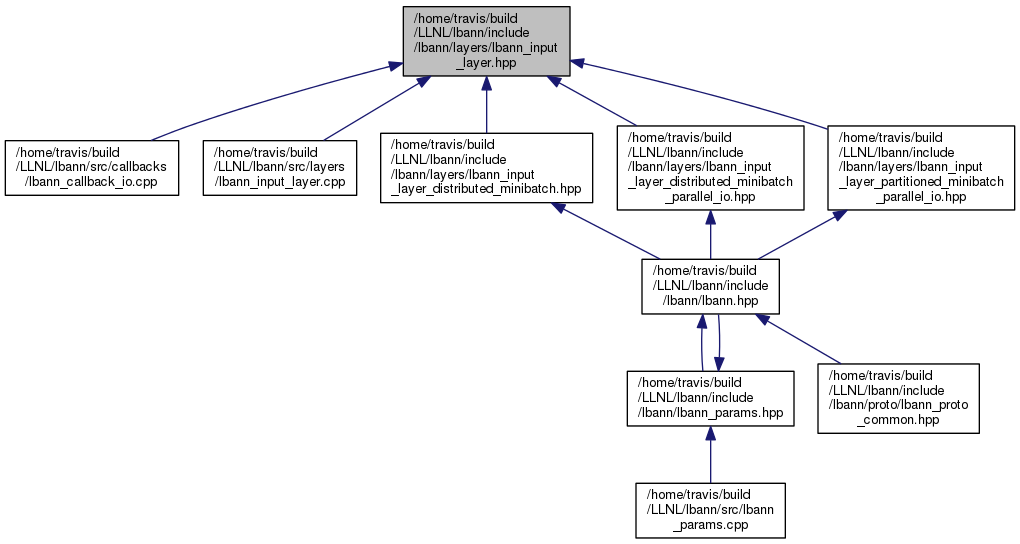 /home/travis/build
/LLNL/lbann/include
/lbann/layers/lbann_input
_layer.hpp
/home/travis/build
/LLNL/lbann/src/callbacks
/lbann_callback_io.cpp
/home/travis/build
/LLNL/lbann/src/layers
/lbann_input_layer.cpp
/home/travis/build
/LLNL/lbann/include
/lbann/layers/lbann_input
_layer_distributed_minibatch.hpp
/home/travis/build
/LLNL/lbann/include
/lbann/layers/lbann_input
_layer_distributed_minibatch
_parallel_io.hpp
/home/travis/build
/LLNL/lbann/include
/lbann/layers/lbann_input
_layer_partitioned_minibatch
_parallel_io.hpp
/home/travis/build
/LLNL/lbann/include
/lbann/lbann.hpp
/home/travis/build
/LLNL/lbann/include
/lbann/lbann_params.hpp
/home/travis/build
/LLNL/lbann/include
/lbann/proto/lbann_proto
_common.hpp
/home/travis/build
/LLNL/lbann/src/lbann
_params.cpp